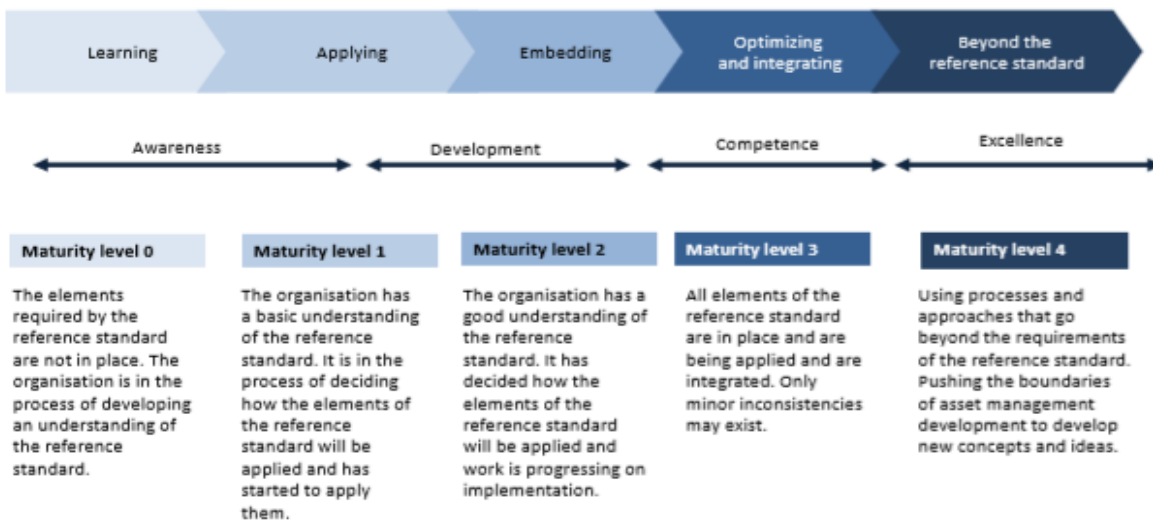 Learning
Applying
Embedding
Optimizing
and integrating
Beyond the
reference standard
Awareness
Development
Competence
Excellence
Maturity level 0
The elements
required by the
reference standard
are not in place. The
organisation is in the
process of developing
an understanding of
the reference
standard.
Maturity level 1
The organisation has
a basic understanding
of the reference
standard. It is in the
process of deciding
how the elements of
the reference
standard will be
applied and has
started to apply
them.
Maturity level 2
The organisation has a
good understanding of
the reference
standard. It has
decided how the
elements of the
reference standard
will be applied and
work is progressing on
implementation.
Maturity level 3
All elements of the
reference standard
are in place and are
being applied and are
integrated. Only
minor inconsistencies
may exist.
Maturity level 4
Using processes and
approaches that go
beyond the requirements
of the reference standard.
Pushing the boundaries
of asset management
development to develop
new concepts and ideas.